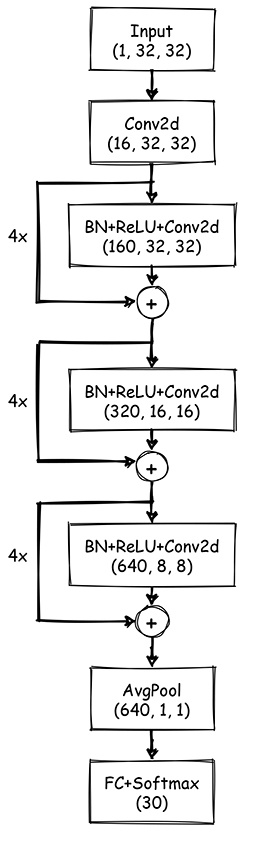 Input
(1, 32, 32)
Conv2d
(16, 32, 32)
4x
BN+ReLU+Conv2d
(160, 32, 32)
+
4x
BN+ReLU+Conv2d
(320, 16, 16)
+
4x
BN+ReLU+Conv2d
(640, 8, 8)
+
AvgPool
(640, 1, 1)
FC+Softmax
(30)